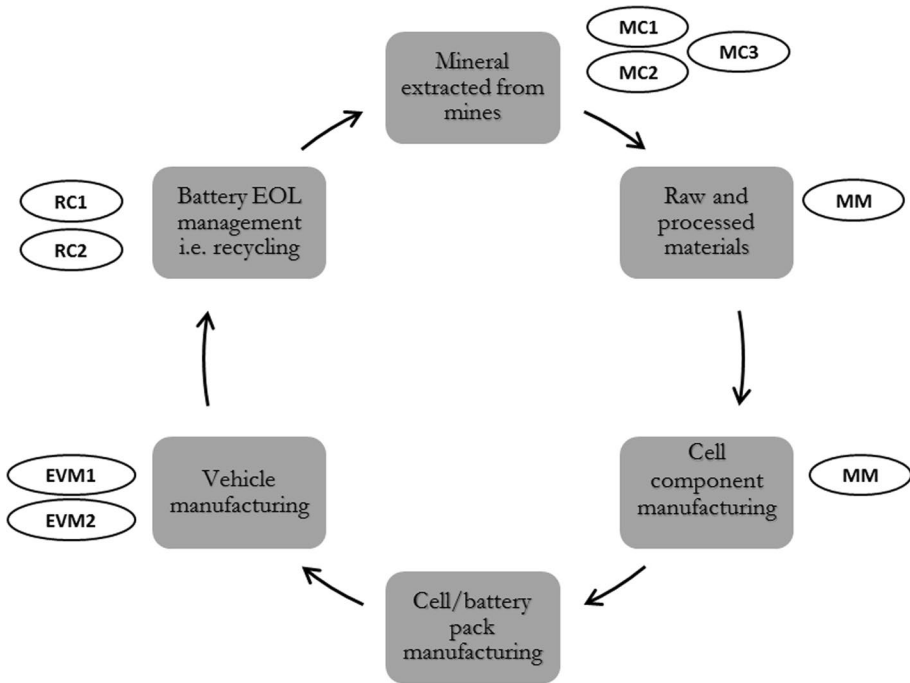 Mineral
extracted from
mines
MC1
MC2
MC3
Raw and
processed
materials
MM
Cell
component
manufacturing
MM
Cell/battery
pack
manufacturing
Vehicle
manufacturing
EVM1
EVM2
Battery EOL
management
i.e. recycling
RC1
RC2